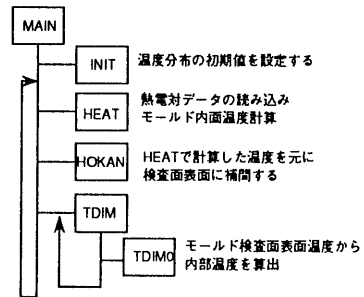 MAIN
INIT
温度分布の初期値を設定する
HEAT
熱電対データの読み込み
モールド内面温度計算
HOKAN
HEATで計算した温度を元に
検査面表面に補間する
TDIM
TDIM0
モールド検査面表面温度から
内部温度を算出